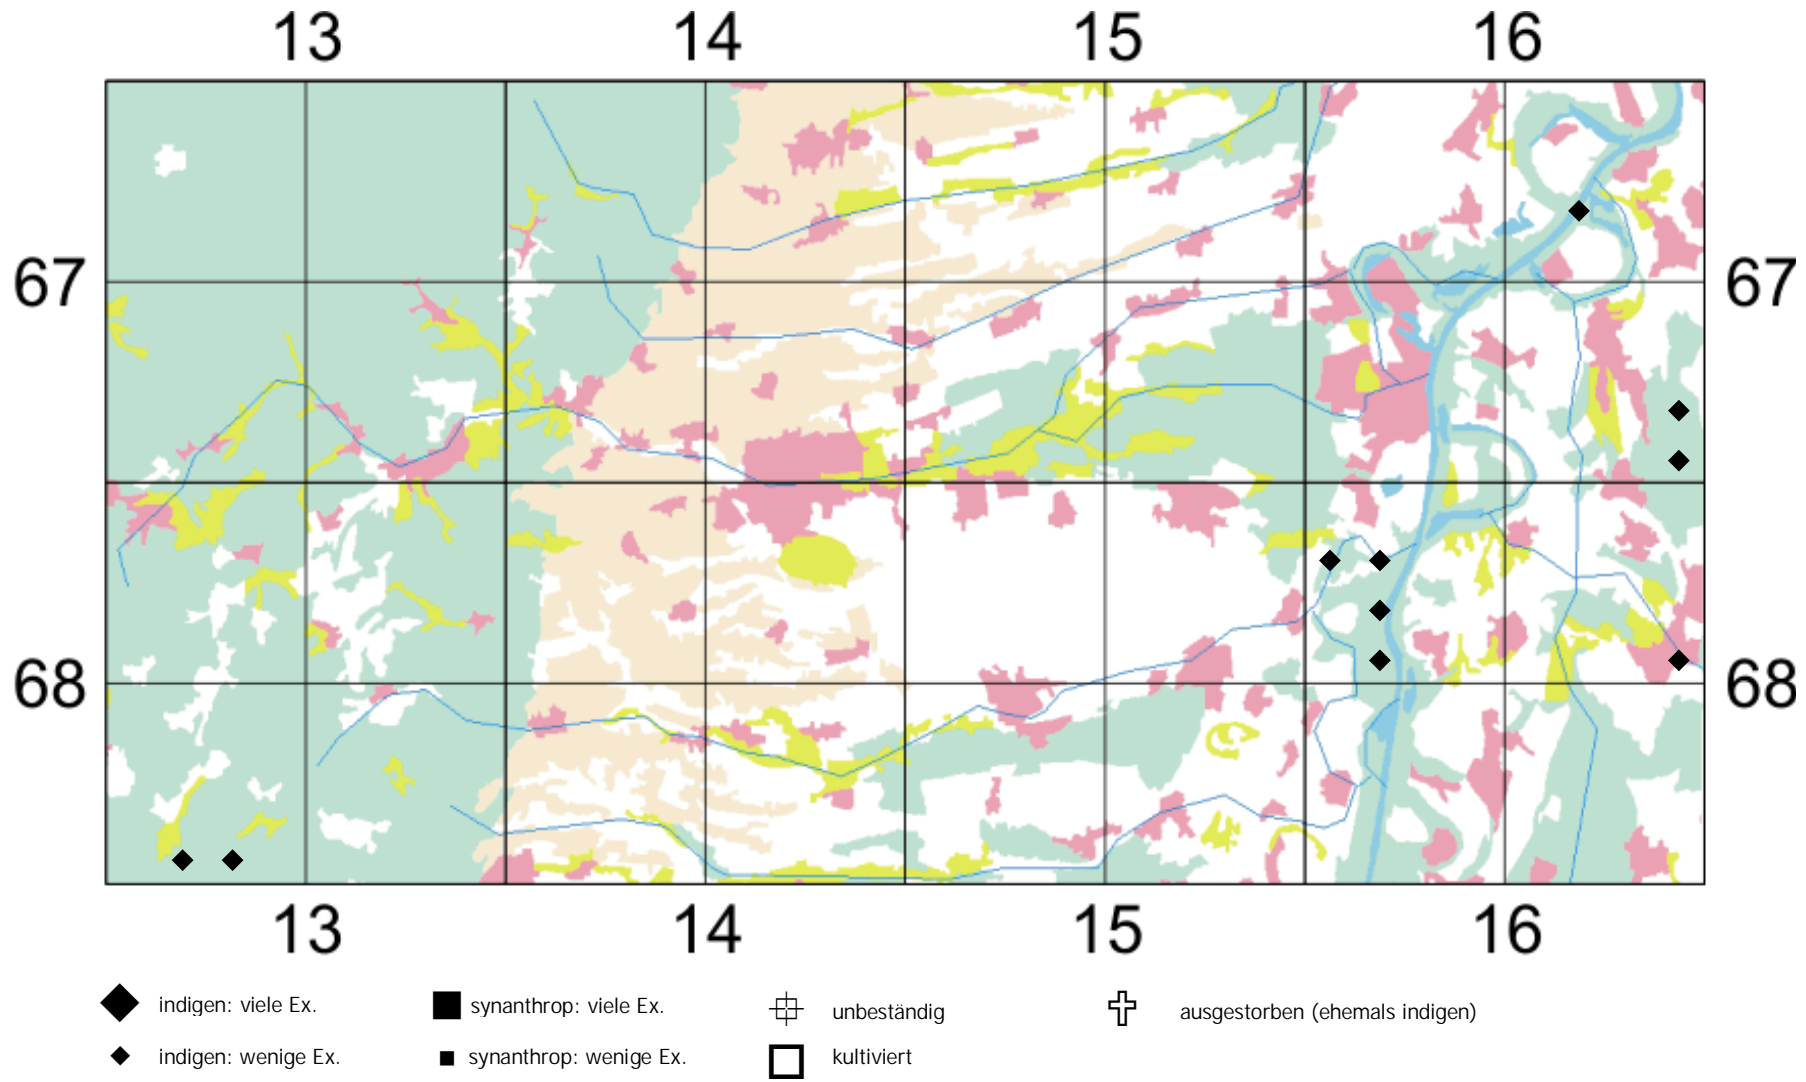 13 14 15 16
67 67
68 68
13 14 15 16
indigen: viele Ex. synanthrop: viele Ex. unbeständig ausgestorben (ehemals indigen)
indigen: wenige Ex. synanthrop: wenige Ex. kultiviert